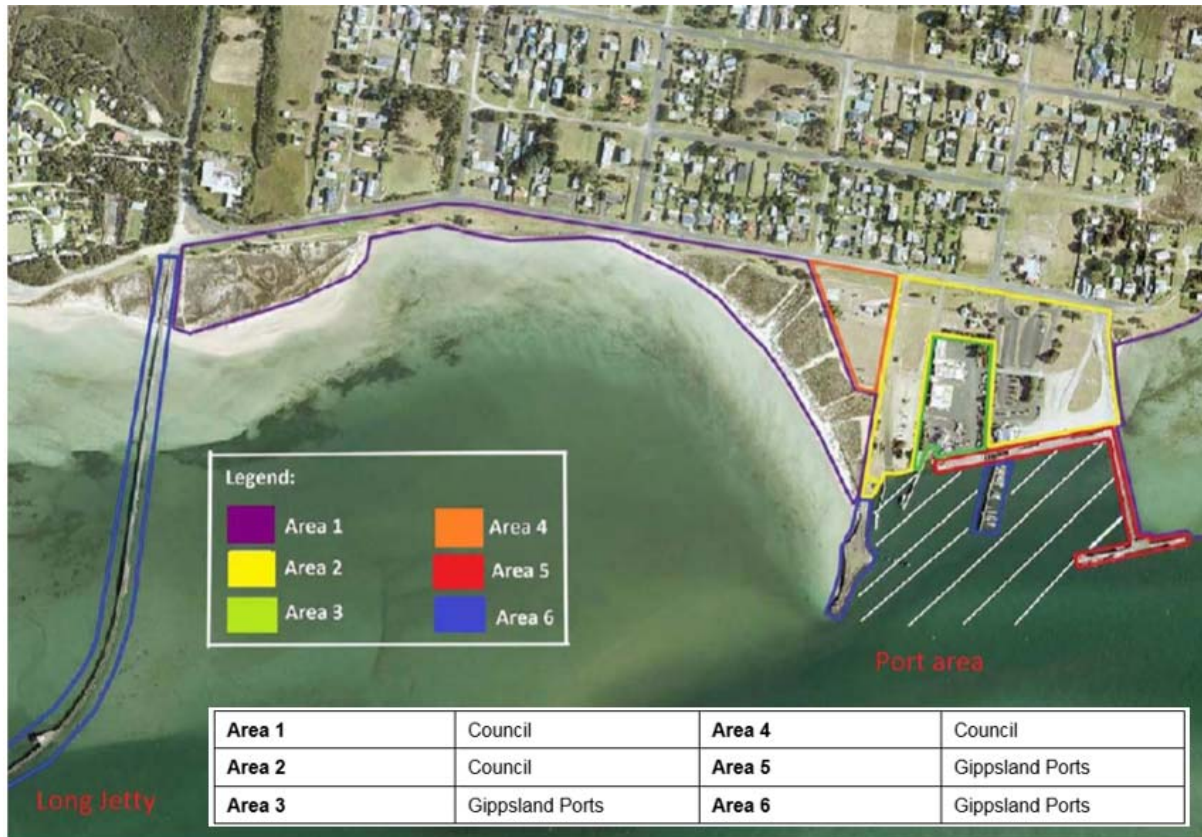 Legend:
Area 1
Area 4
Area 2
Area 5
Area 3
Area 6
Port area
Long Jetty
Area 1 Council Area 4 Council
Area 2 Council Area 5 Gippsland Ports
Area 3 Gippsland Ports Area 6 Gippsland Ports